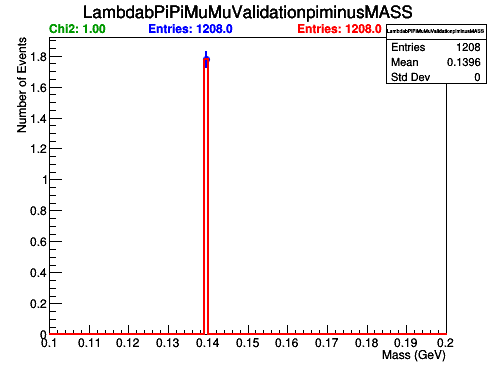 LambdabPiPiMuMuValidationpiminusMASS
Chi2: 1.00 Entries: 1208.0 Entries: 1208.0
LambdabPiPiMuMuValidationpiminusMASS
Entries 1208
Mean 0.1396
Std Dev 0
Number of Events
1.8
1.6
1.4
1.2
1
0.8
0.6
0.4
0.2
0
0.1 0.11 0.12 0.13 0.14 0.15 0.16 0.17 0.18 0.19 0.2
Mass (GeV)